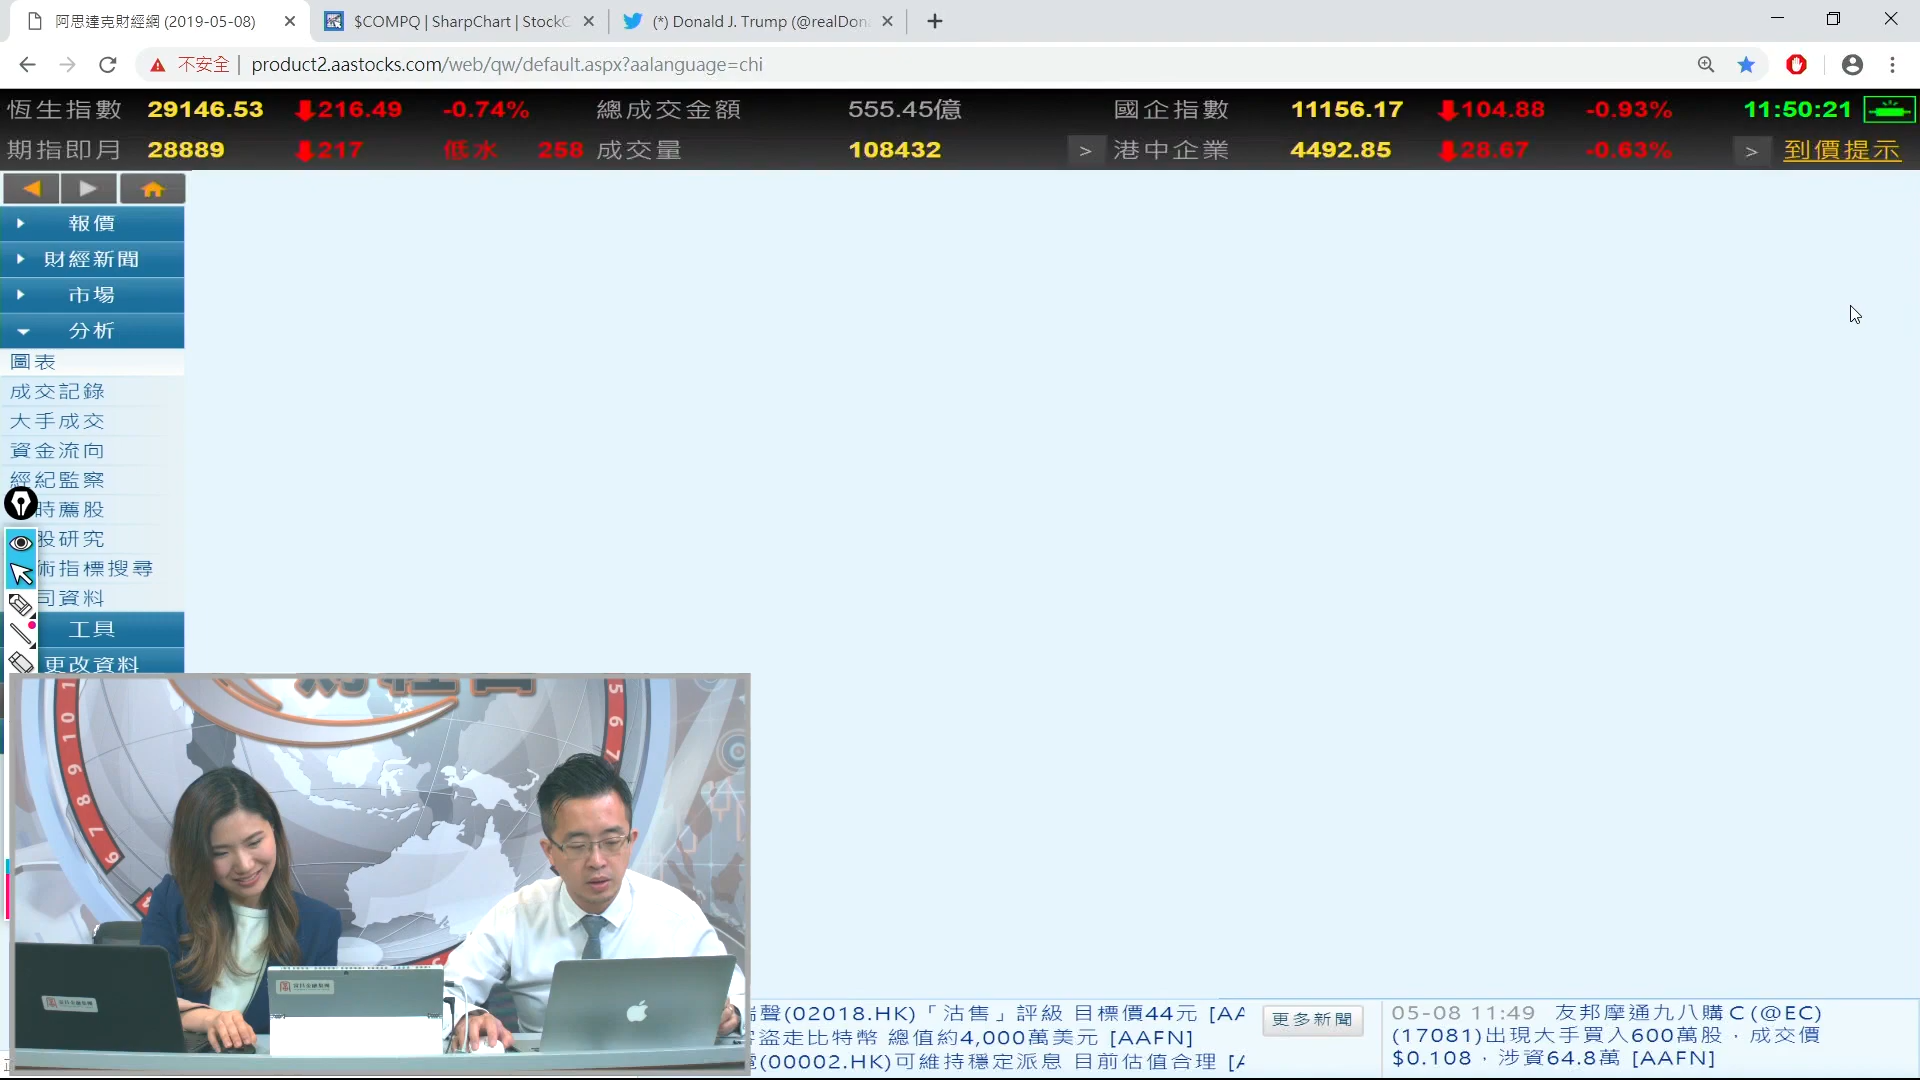 阿思達克財經網 (2019-05-08)
$COMPQ | SharpChart | StockC
(*) Donald J. Trump (@realDon
不安全 | product2.aastocks.com/web/qw/default.aspx?aalanguage=chi
恆生指數 29146.53 216.49 -0.74% 總成交金額 555.45億 國企指數 11156.17 104.88 -0.93% 11:50:21
期指即月 28889 217 低水 258 成交量 108432 > 港中企業 4492.85 28.67 -0.63% > 到價提示
報價
財經新聞
市場
分析
圖表
成交記錄
大手成交
資金流向
經紀監察
時薦股
股研究
術指標搜尋
司資料
工具
更改資料
聲(02018.HK)「沽售」評級 目標價44元 [AA
盜走比特幣 總值約4,000萬美元 [AAFN]
(00002.HK)可維持穩定派息 目前估值合理 [A
更多新聞
05-08 11:49 友邦摩通九八購C(@EC)
(17081)出現大手買入600萬股，成交價
$0.108，涉資64.8萬 [AAFN]